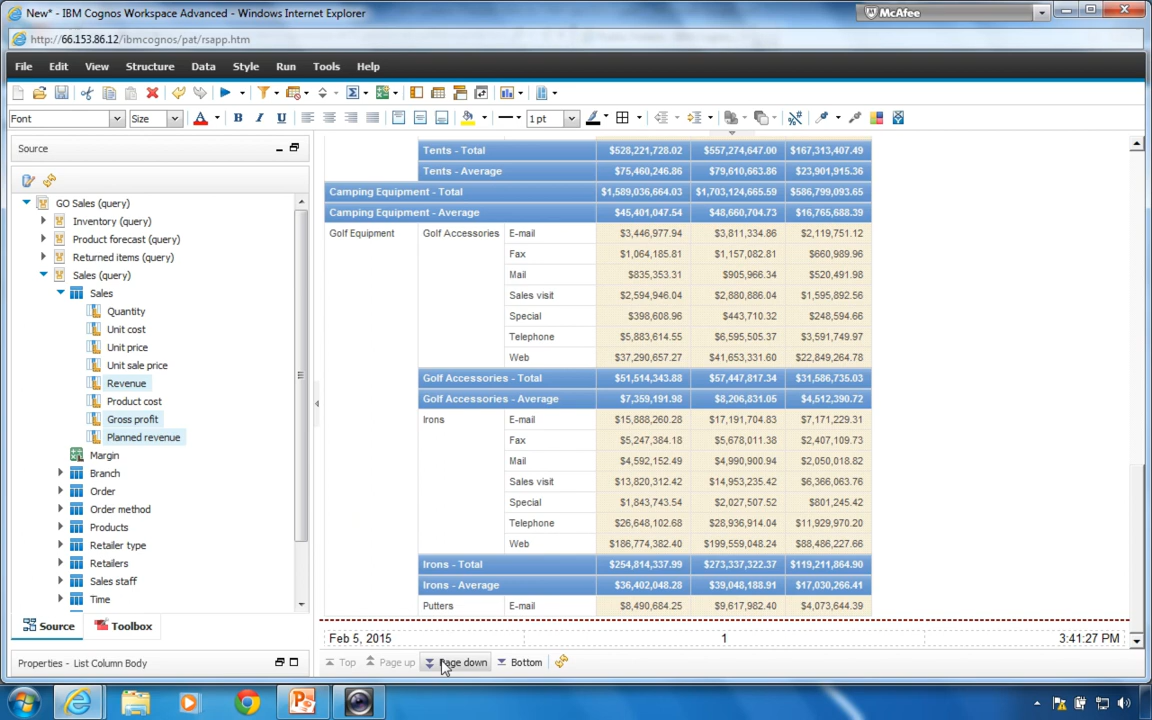 New* - IBM Cognos Workspace Advanced - Windows Internet Explorer
McAfee
http://66.153.86.12/ibmcognos/pat/rsapp.htm
File Edit View Structure Data Style Run Tools Help
Font Size A B I U 1 pt
Source
GO Sales (query)
Inventory (query)
Product forecast (query)
Returned items (query)
Sales (query)
Sales
Quantity
Unit cost
Unit price
Unit sale price
Revenue
Product cost
Gross profit
Planned revenue
Margin
Branch
Order
Order method
Products
Retailer type
Retailers
Sales staff
Time
Source Toolbox
Properties - List Column Body
Tents - Total $528,221,728.02 $557,274,647.00 $167,313,407.49
Tents - Average $75,460,246.86 $79,610,663.86 $23,901,915.36
Camping Equipment - Total $1,589,036,664.03 $1,703,124,665.59 $586,799,093.65
Camping Equipment - Average $45,401,047.54 $48,660,704.73 $16,765,688.39
Golf Equipment Golf Accessories E-mail $3,446,977.94 $3,811,334.86 $2,119,751.12
Fax $1,064,185.81 $1,157,082.81 $660,989.96
Mail $835,353.31 $905,966.34 $520,491.98
Sales visit $2,594,946.04 $2,880,886.04 $1,595,892.56
Special $398,608.96 $443,710.32 $248,594.66
Telephone $5,883,614.55 $6,595,505.37 $3,591,749.97
Web $37,290,657.27 $41,653,331.60 $22,849,264.78
Golf Accessories - Total $51,514,343.88 $57,447,817.34 $31,586,735.03
Golf Accessories - Average $7,359,191.98 $8,206,831.05 $4,512,390.72
Irons E-mail $15,888,260.28 $17,191,704.83 $7,171,229.31
Fax $5,247,384.18 $5,678,011.38 $2,407,109.73
Mail $4,592,152.49 $4,990,900.94 $2,050,018.82
Sales visit $13,820,312.42 $14,953,235.42 $6,366,063.76
Special $1,843,743.54 $2,027,507.52 $801,245.42
Telephone $26,648,102.68 $28,936,914.04 $11,929,970.20
Web $186,774,382.40 $199,559,048.24 $88,486,227.66
Irons - Total $254,814,337.99 $273,337,322.37 $119,211,864.90
Irons - Average $36,402,048.28 $39,048,188.91 $17,030,266.41
Putters E-mail $8,490,684.25 $9,617,982.40 $4,073,644.39
Feb 5, 2015 1 3:41:27 PM
Top Page up Page down Bottom